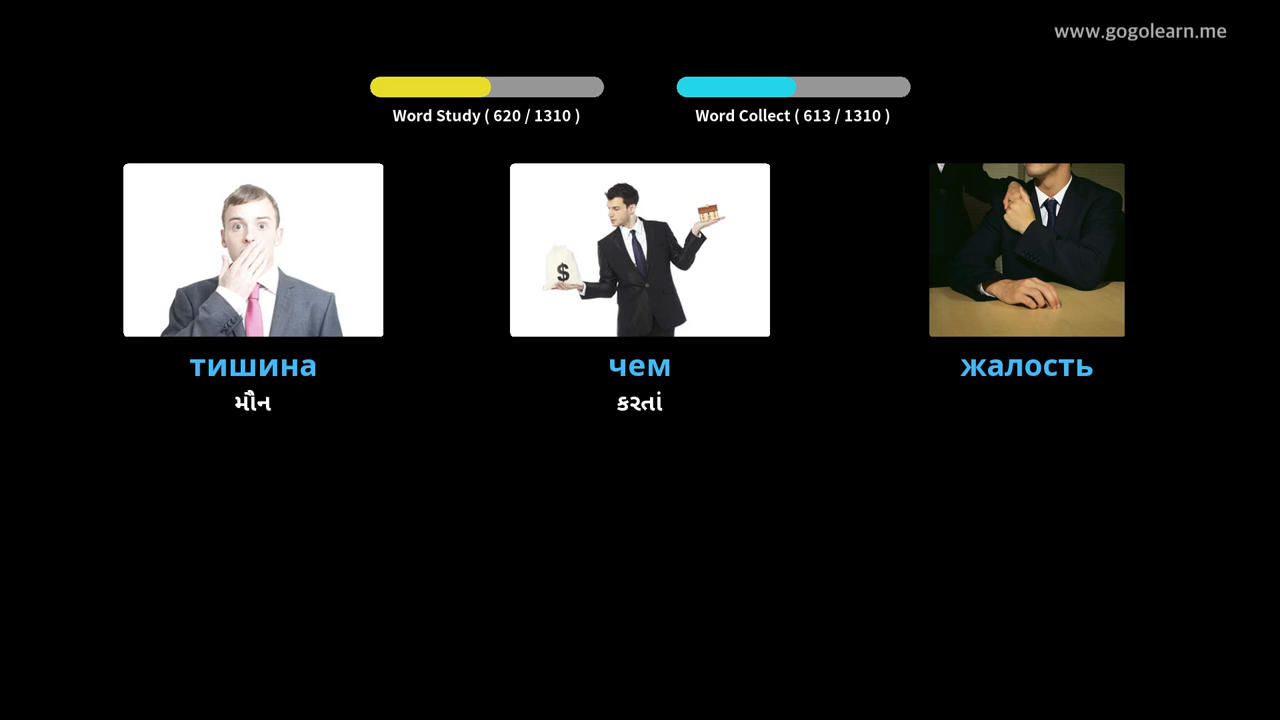 www.gogolearn.me
Word Study ( 620 / 1310 )
Word Collect ( 613 / 1310 )
$
тишина
чем
жалость
મૌન
કરતાં